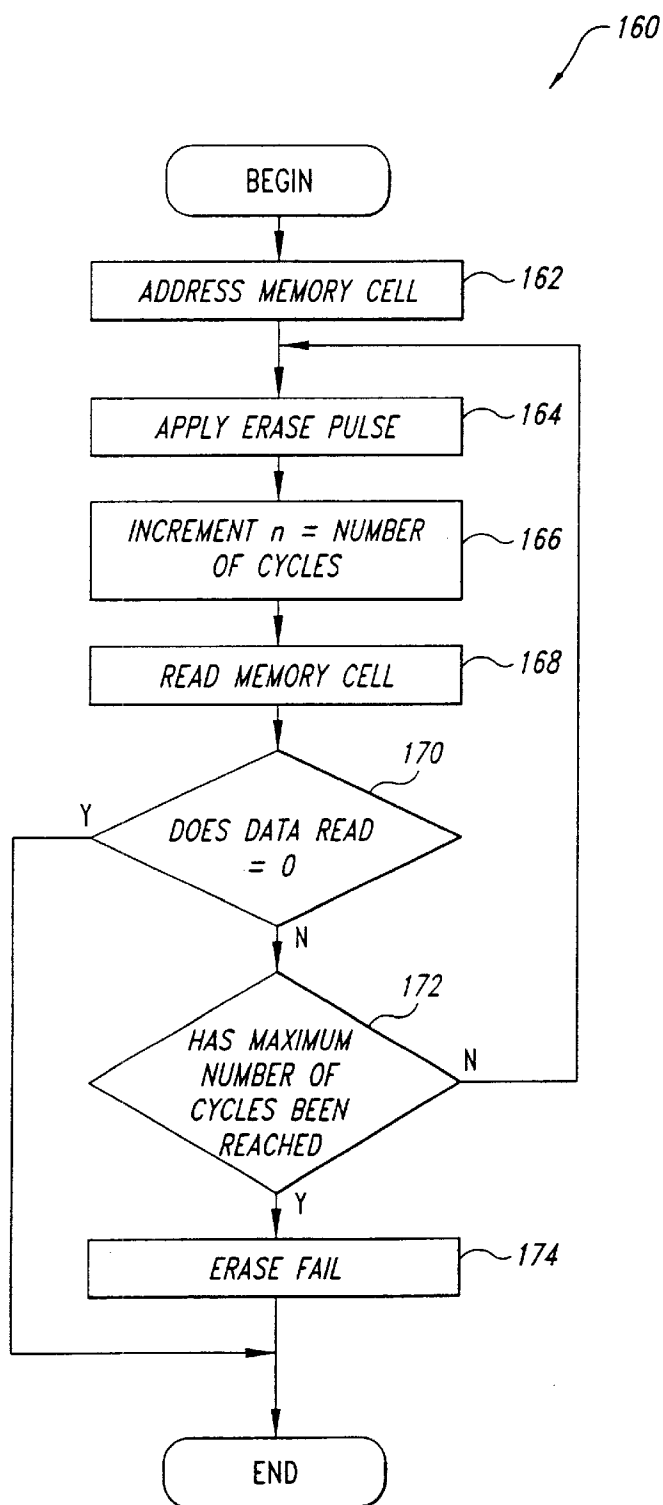 160
BEGIN
ADDRESS MEMORY CELL
162
APPLY ERASE PULSE
164
INCREMENT n = NUMBER
OF CYCLES
166
READ MEMORY CELL
168
170
Y
DOES DATA READ
= 0
N
172
HAS MAXIMUM
NUMBER OF
CYCLES BEEN
REACHED
N
Y
ERASE FAIL
174
END